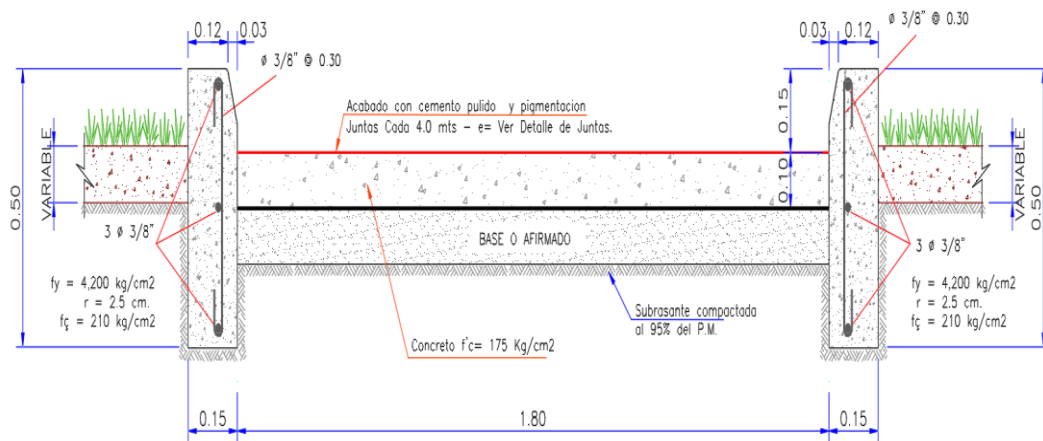 0.12
0.03
ø 3/8" @ 0.30
0.03
0.12
ø 3/8" @ 0.30
Acabado con cemento pulido y pigmentacion
Juntas Cada 4.0 mts - e= Ver Detalle de Juntas.
0.15
0.10
VARIABLE
0.50
VARIABLE
0.50
BASE O AFIRMADO
3 ø 3/8"
3 ø 3/8"
fy = 4,200 kg/cm2
r = 2.5 cm.
fç = 210 kg/cm2
fy = 4,200 kg/cm2
r = 2.5 cm.
fç = 210 kg/cm2
Subrasante compactada
al 95% del P.M.
Concreto f'c= 175 Kg/cm2
0.15
1.80
0.15